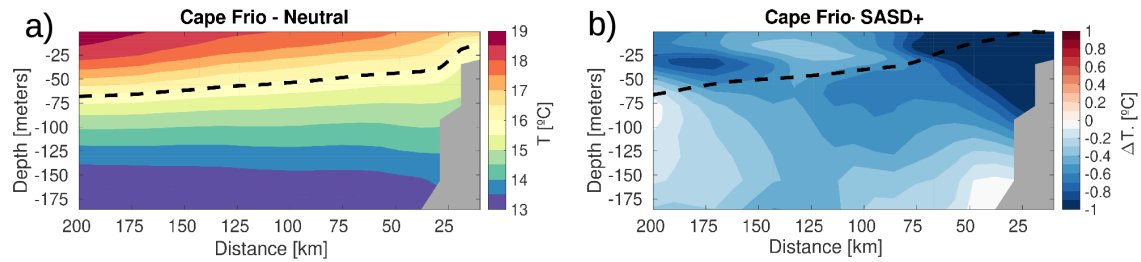 a)
Cape Frio - Neutral
-25
-50
-75
-100
-125
-150
-175
Depth [meters]
200 175 150 125 100 75 50 25
Distance [km]
19
18
17
16
15
14
13
T [ºC]
b)
Cape Frio- SASD+
-25
-50
-75
-100
-125
-150
-175
Depth [meters]
200 175 150 125 100 75 50 25
Distance [km]
1
0.8
0.6
0.4
0.2
0
-0.2
-0.4
-0.6
-0.8
-1
Δ T. [ºC]